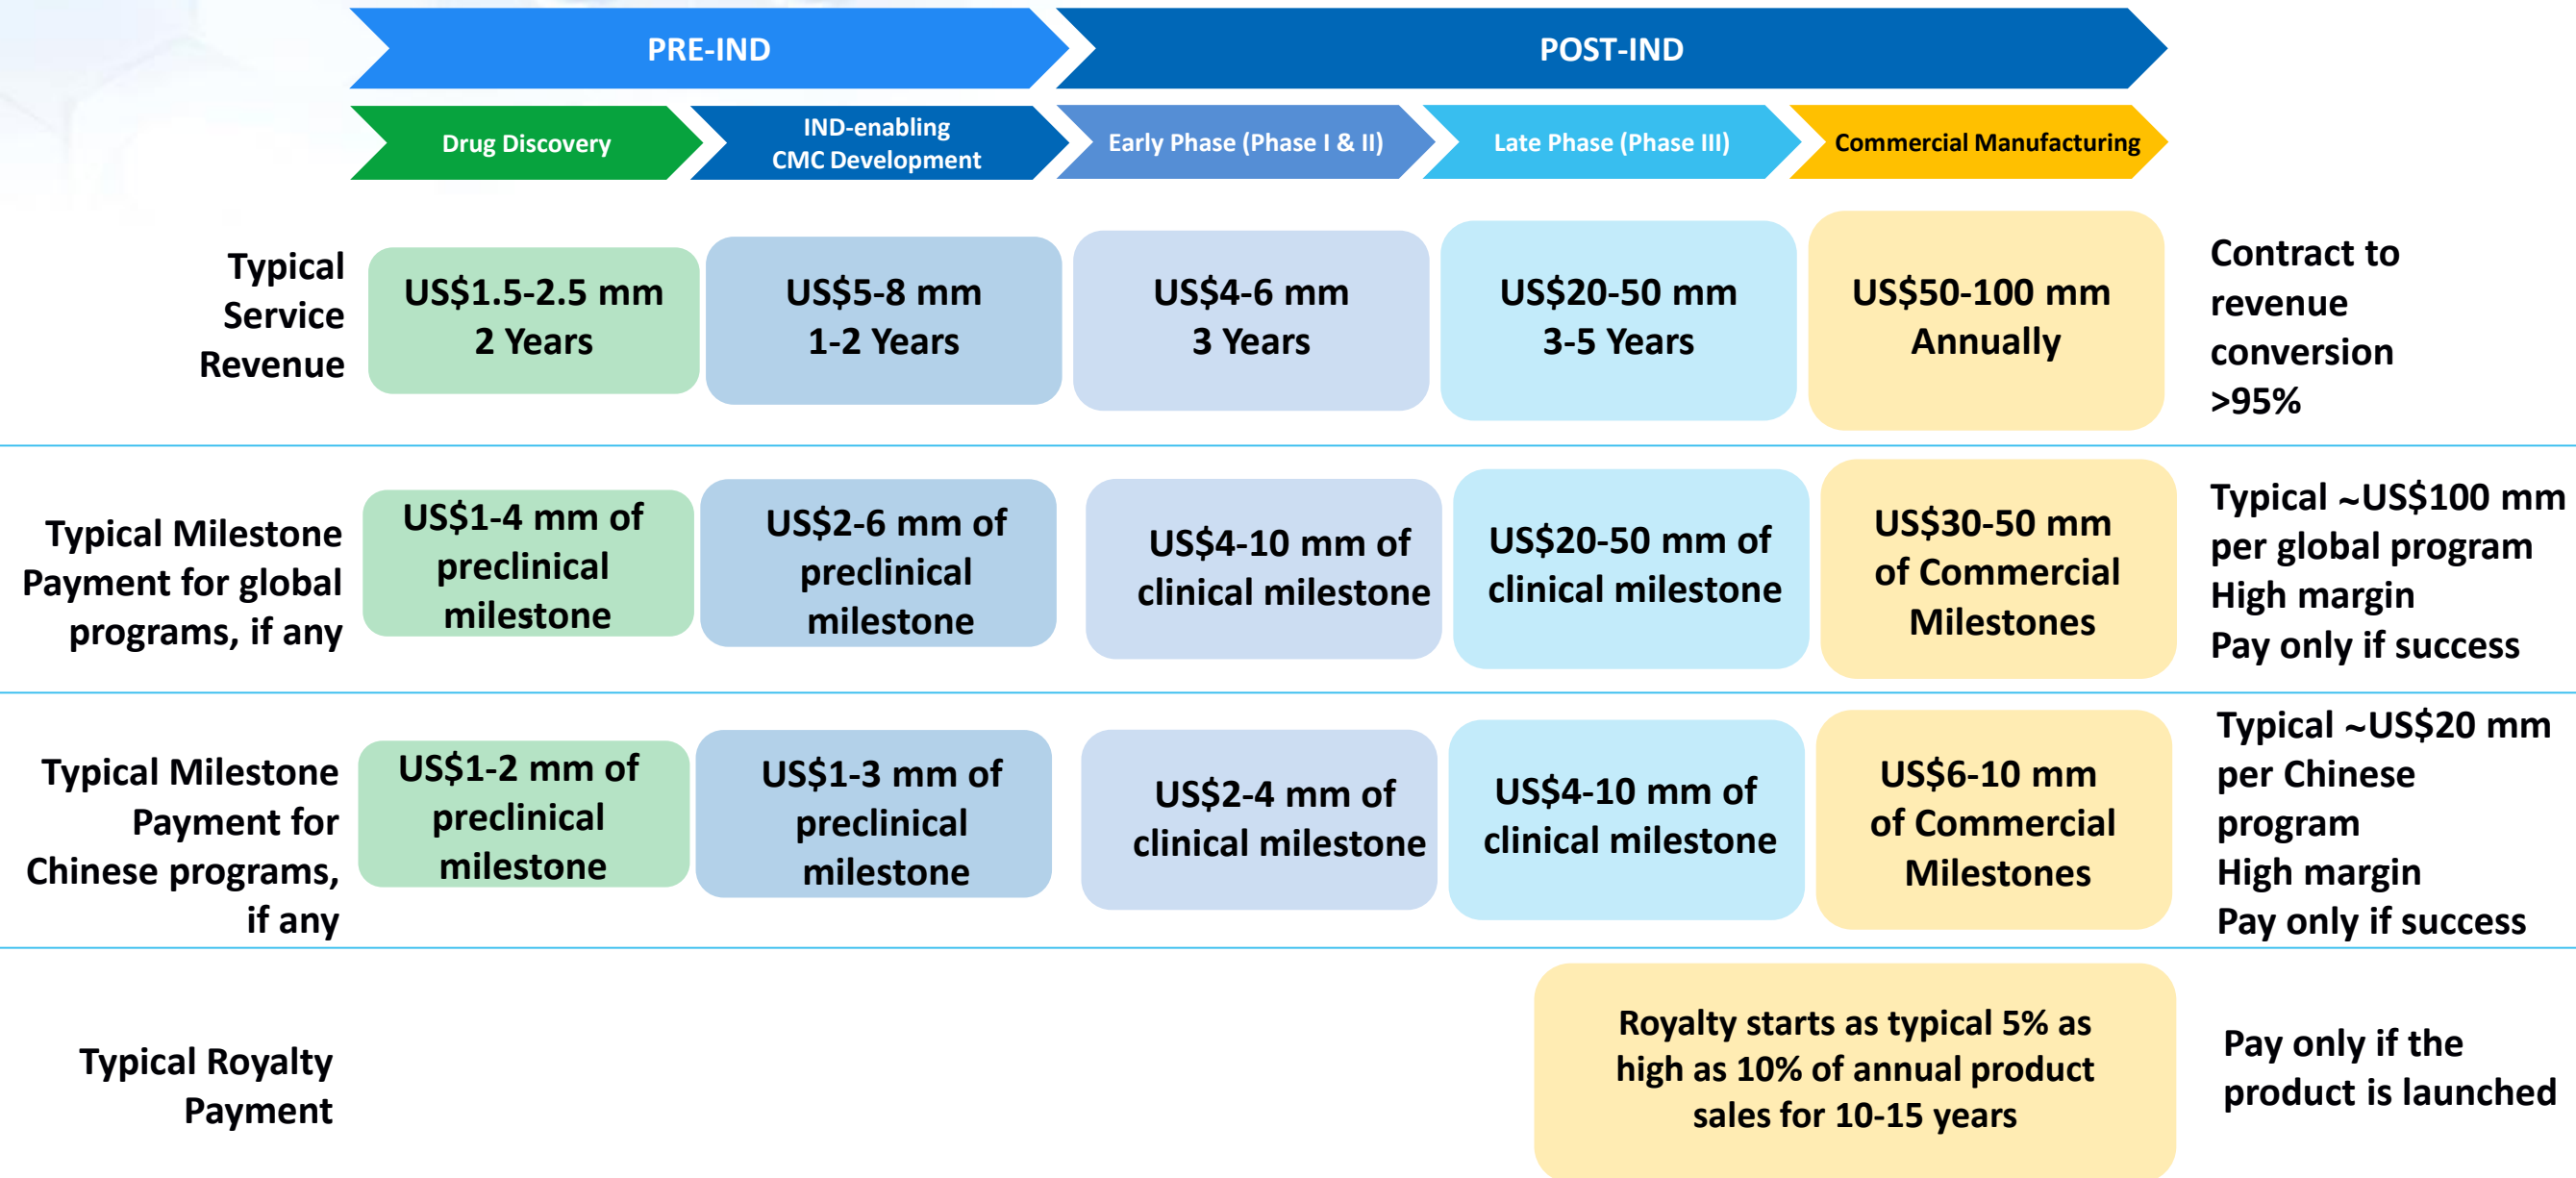 PRE-IND
POST-IND
Drug Discovery
IND-enabling
CMC Development
Early Phase (Phase I & II)
Late Phase (Phase III)
Commercial Manufacturing
Typical
Service
Revenue
US$1.5-2.5 mm
2 Years
US$5-8 mm
1-2 Years
US$4-6 mm
3 Years
US$20-50 mm
3-5 Years
US$50-100 mm
Annually
Contract to
revenue
conversion
>95%
Typical Milestone
Payment for global
programs, if any
US$1-4 mm of
preclinical
milestone
US$2-6 mm of
preclinical
milestone
US$4-10 mm of
clinical milestone
US$20-50 mm of
clinical milestone
US$30-50 mm
of Commercial
Milestones
Typical ~US$100 mm
per global program
High margin
Pay only if success
Typical Milestone
Payment for
Chinese programs,
if any
US$1-2 mm of
preclinical
milestone
US$1-3 mm of
preclinical
milestone
US$2-4 mm of
clinical milestone
US$4-10 mm of
clinical milestone
US$6-10 mm
of Commercial
Milestones
Typical ~US$20 mm
per Chinese
program
High margin
Pay only if success
Typical Royalty
Payment
Royalty starts as typical 5% as
high as 10% of annual product
sales for 10-15 years
Pay only if the
product is launched